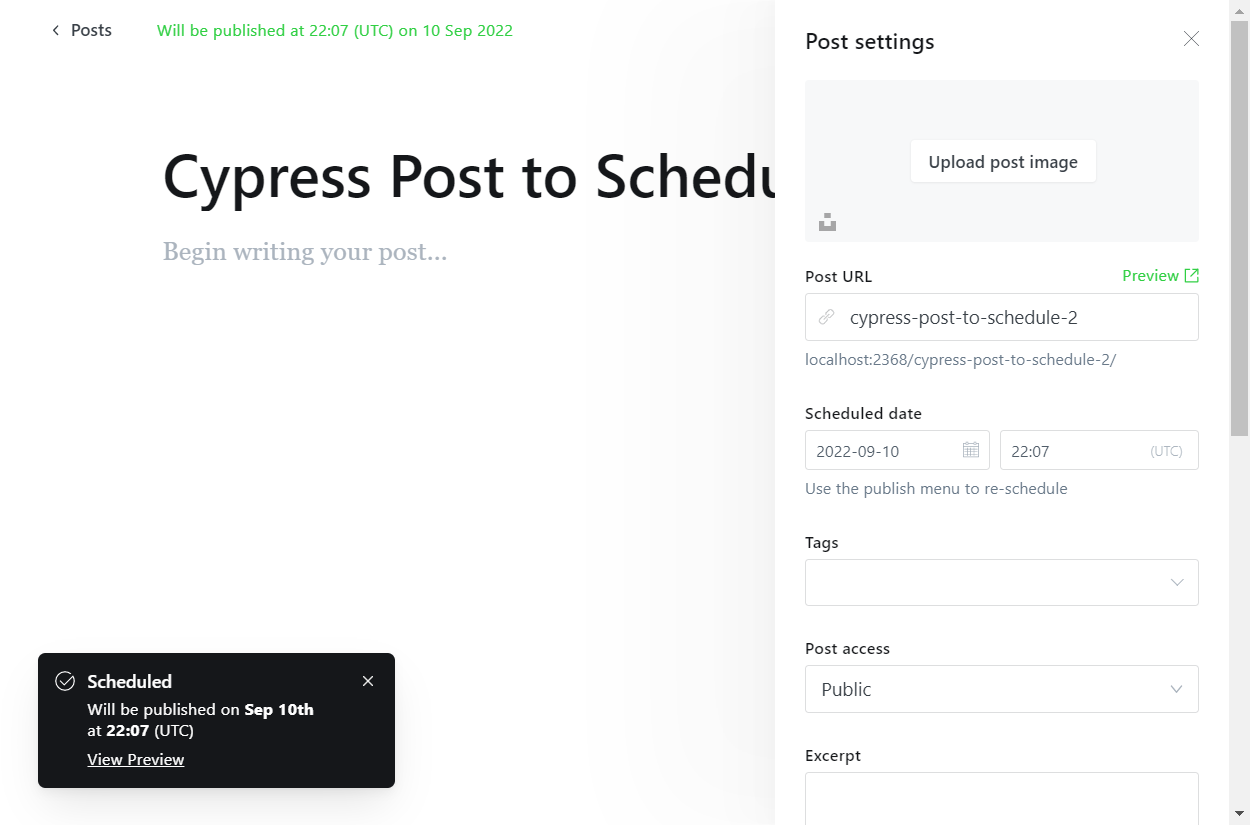 Posts
Will be published at 22:07 (UTC) on 10 Sep 2022
Cypress Post to Schedu
Begin writing your post...
Scheduled
Will be published on Sep 10th
at 22:07 (UTC)
View Preview
Post settings
Upload post image
Post URL
Preview
cypress-post-to-schedule-2
localhost:2368/cypress-post-to-schedule-2/
Scheduled date
2022-09-10
22:07
(UTC)
Use the publish menu to re-schedule
Tags
Post access
Public
Excerpt